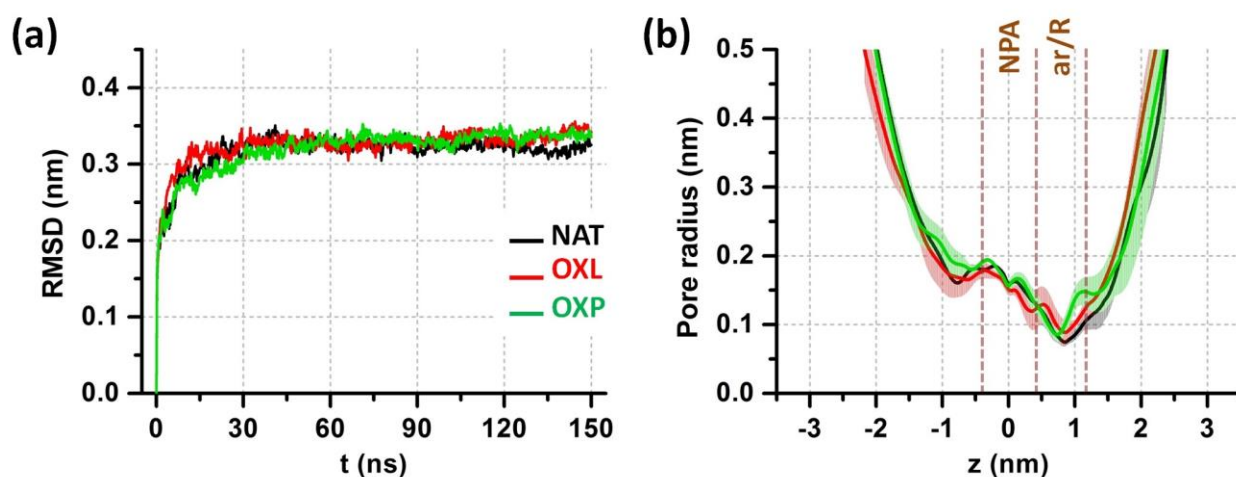 (a)
RMSD (nm)
0.4
0.3
0.2
0.1
0.0
NAT
OXL
OXP
0 30 60 90 120 150
t (ns)
(b)
Pore radius (nm)
0.5
0.4
0.3
0.2
0.1
0.0
NPA
ar/R
-3 -2 -1 0 1 2 3
z (nm)